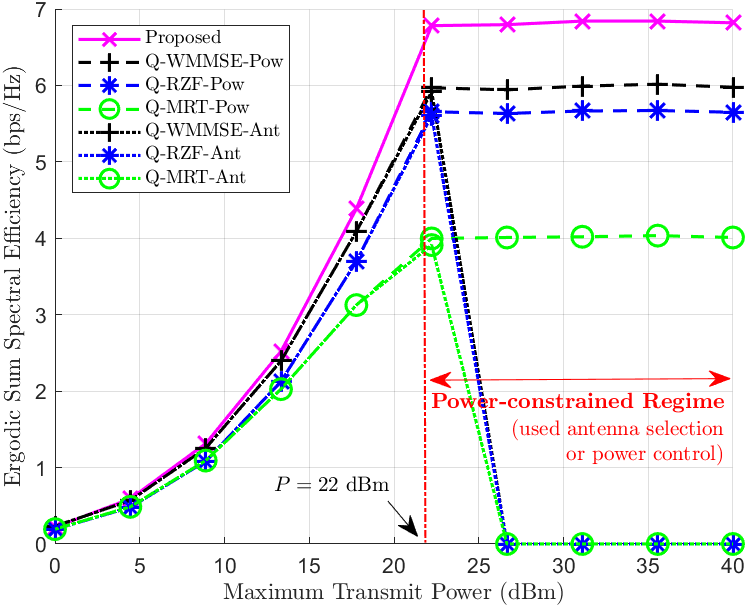 7
6
5
4
3
2
1
0
Ergodic Sum Spectral Efficiency (bps/Hz)
Proposed
Q-WMMSE-Pow
Q-RZF-Pow
Q-MRT-Pow
Q-WMMSE-Ant
Q-RZF-Ant
Q-MRT-Ant
Power-constrained Regime
(used antenna selection
or power control)
P = 22 dBm
0 5 10 15 20 25 30 35 40
Maximum Transmit Power (dBm)